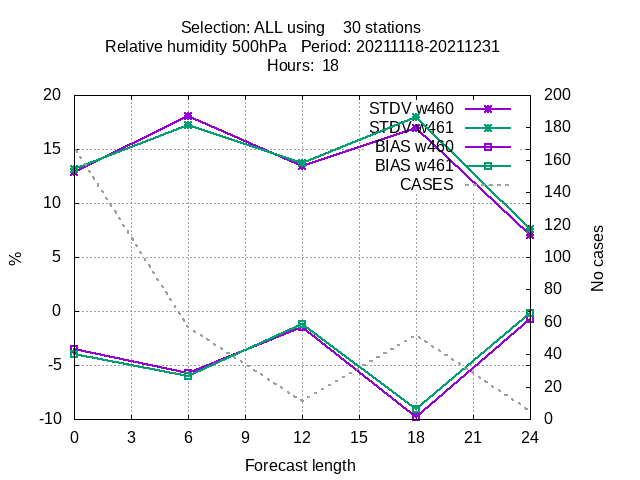 Selection: ALL using    30 stations
Relative humidity 500hPa   Period: 20211118-20211231
Hours:  18
STDV w460
STDV w461
BIAS w460
BIAS w461
CASES
20
15
10
5
0
-5
-10
%
200
180
160
140
120
100
80
60
40
20
0
No cases
0 3 6 9 12 15 18 21 24
Forecast length